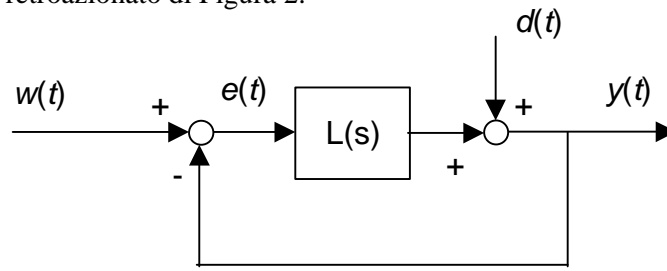 retroazionato di Figura 2.
d(t)
w(t) + e(t) + y(t)
L(s)
- +